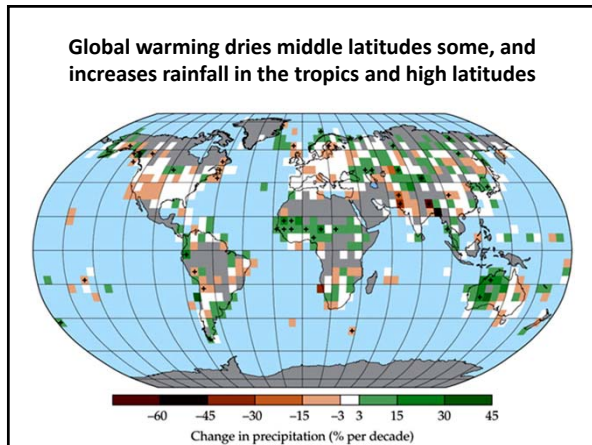 Global warming dries middle latitudes some, and
increases rainfall in the tropics and high latitudes
–60 –45 –30 –15 –3 3 15 30 45
Change in precipitation (% per decade)